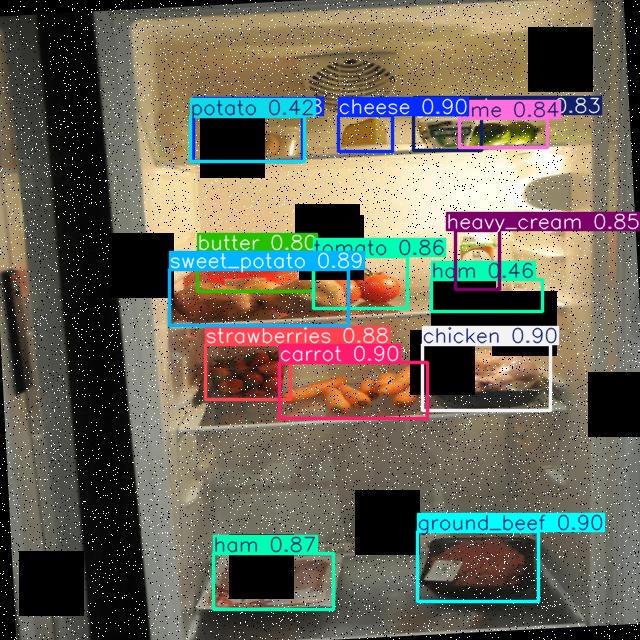 potato 0.42
cheese 0.90
me 0.84
0.83
heavy_cream 0.85
butter 0.80
tomato 0.86
sweet_potato 0.89
ham 0.46
strawberries 0.88
chicken 0.90
carrot 0.90
ground_beef 0.90
ham 0.87